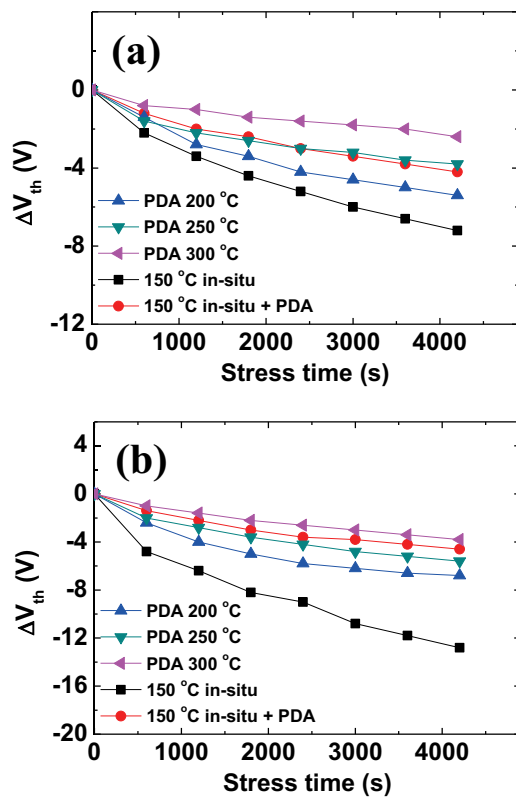 (a)
0
-4
-8
-12
ΔV_th (V)
PDA 200 °C
PDA 250 °C
PDA 300 °C
150 °C in-situ
150 °C in-situ + PDA
0 1000 2000 3000 4000
Stress time (s)
(b)
4
0
-4
-8
-12
-16
-20
ΔV_th (V)
PDA 200 °C
PDA 250 °C
PDA 300 °C
150 °C in-situ
150 °C in-situ + PDA
0 1000 2000 3000 4000
Stress time (s)